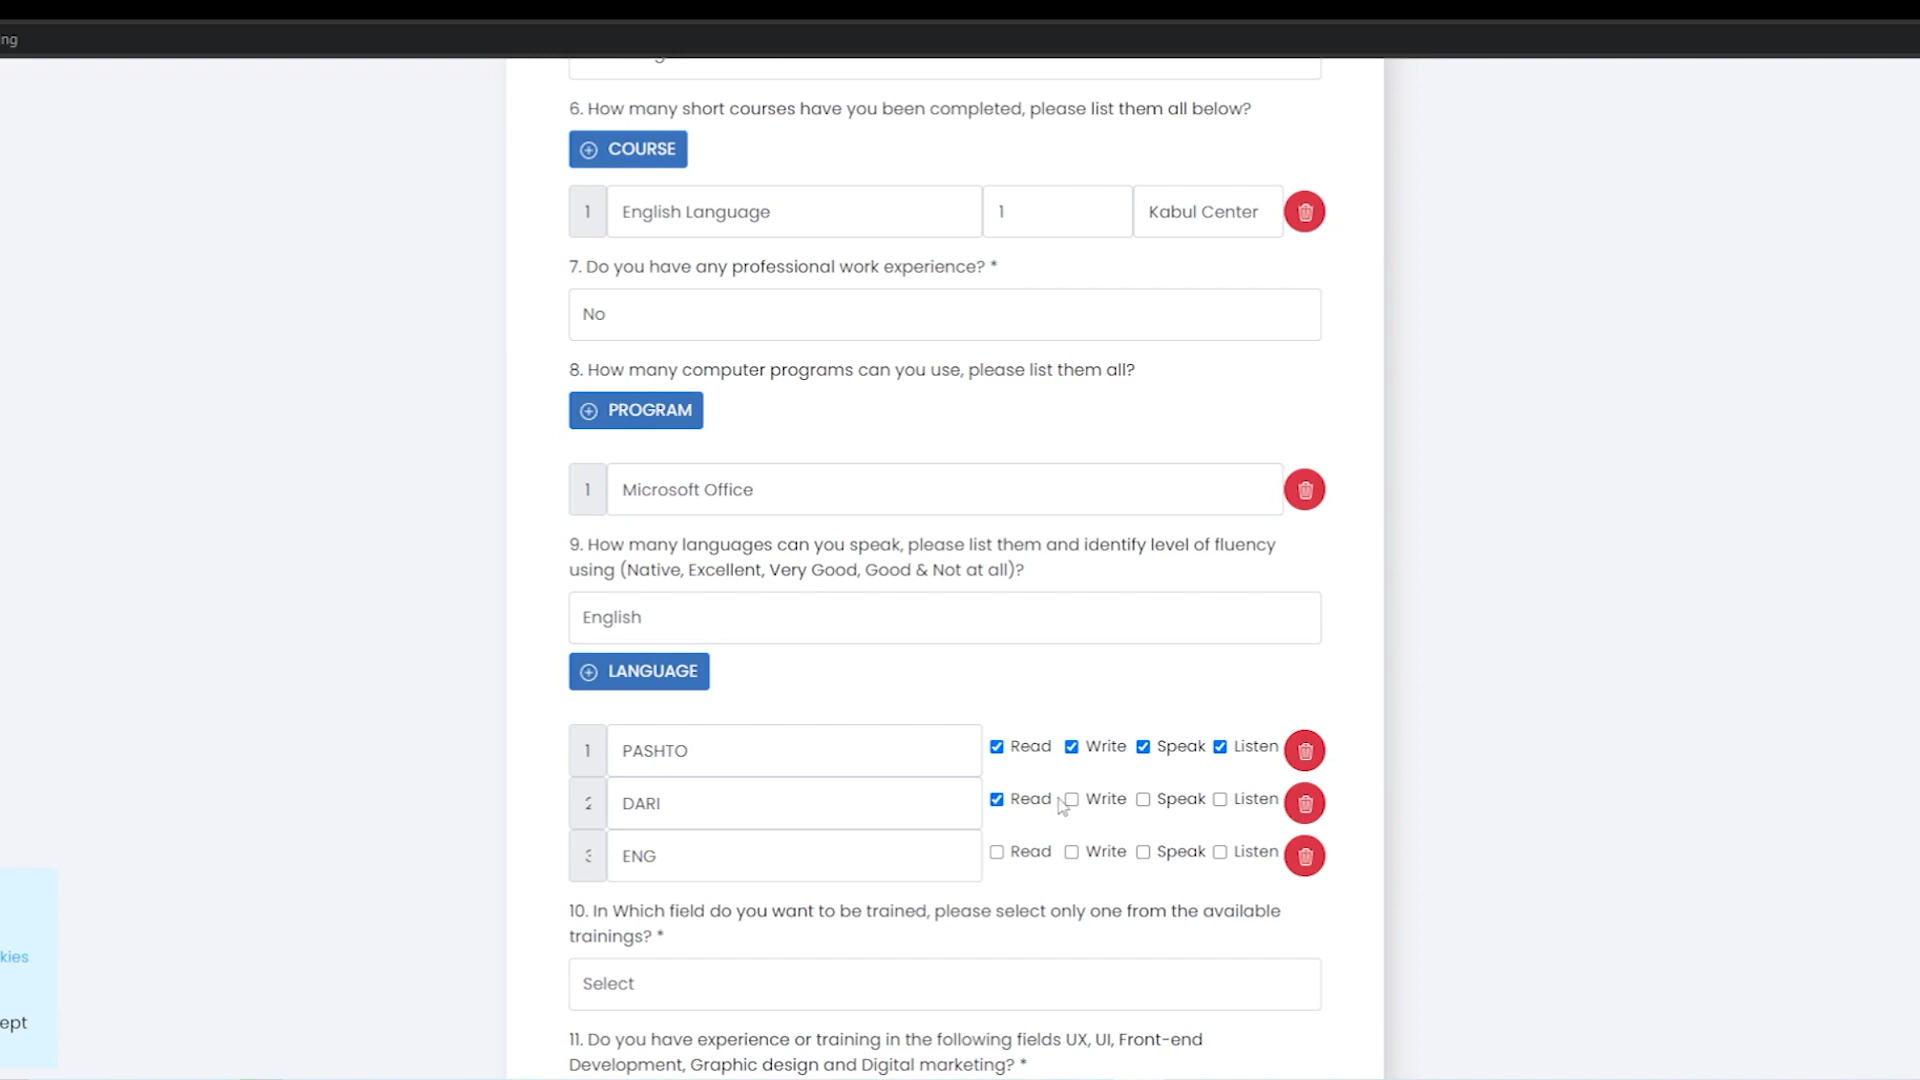 ng
6. How many short courses have you been completed, please list them all below?
COURSE
1 English Language 1 Kabul Center
7. Do you have any professional work experience? *
No
8. How many computer programs can you use, please list them all?
PROGRAM
1 Microsoft Office
9. How many languages can you speak, please list them and identify level of fluency
using (Native, Excellent, Very Good, Good & Not at all)?
English
LANGUAGE
1 PASHTO Read Write Speak Listen
2 DARI Read Write Speak Listen
3 ENG Read Write Speak Listen
10. In Which field do you want to be trained, please select only one from the available
trainings? *
kies
Select
ept
11. Do you have experience or training in the following fields UX, UI, Front-end
Development, Graphic design and Digital marketing? *